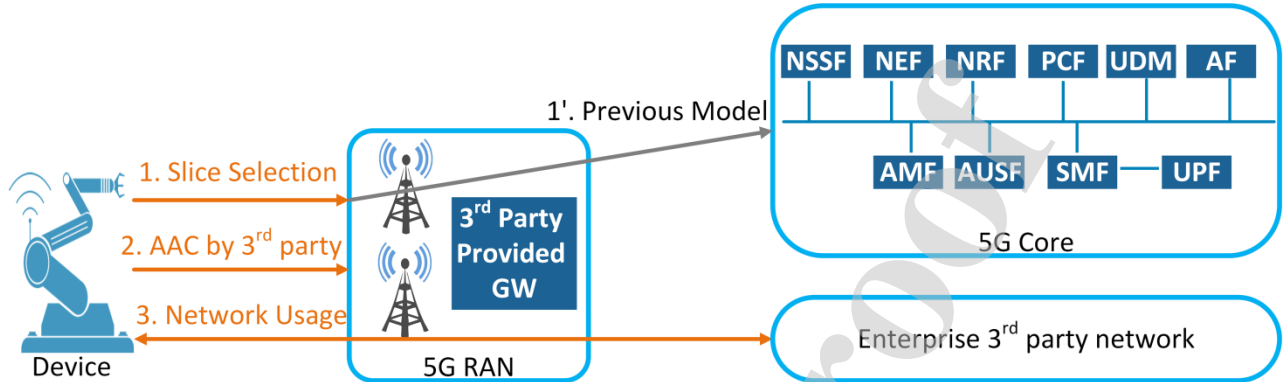 NSSF NEF NRF PCF UDM AF
1'. Previous Model
AMF AUSF SMF UPF
5G Core
1. Slice Selection
2. AAC by 3rd party
3. Network Usage
Device
3rd Party
Provided
GW
5G RAN
Enterprise 3rd party network
roof